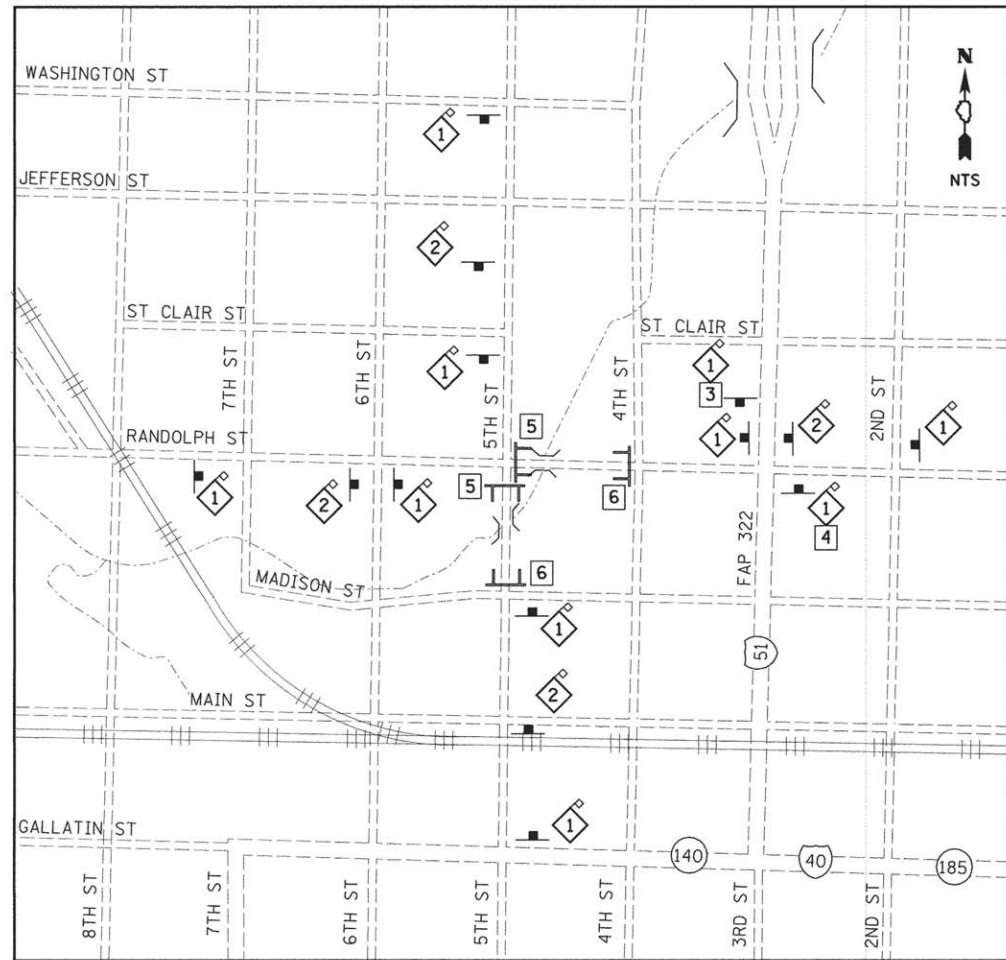 WASHINGTON ST
N
1
JEFFERSON ST
NTS
2
ST CLAIR ST
ST CLAIR ST
7TH ST
6TH ST
1
5TH ST
4TH ST
1
3
2ND ST
RANDOLPH ST
5
1
2
1
1
2
1
5
6
1
4
FAP 322
MADISON ST
6
1
51
2
MAIN ST
1
GALLATIN ST
140
40
185
8TH ST
7TH ST
6TH ST
5TH ST
4TH ST
3RD ST
2ND ST